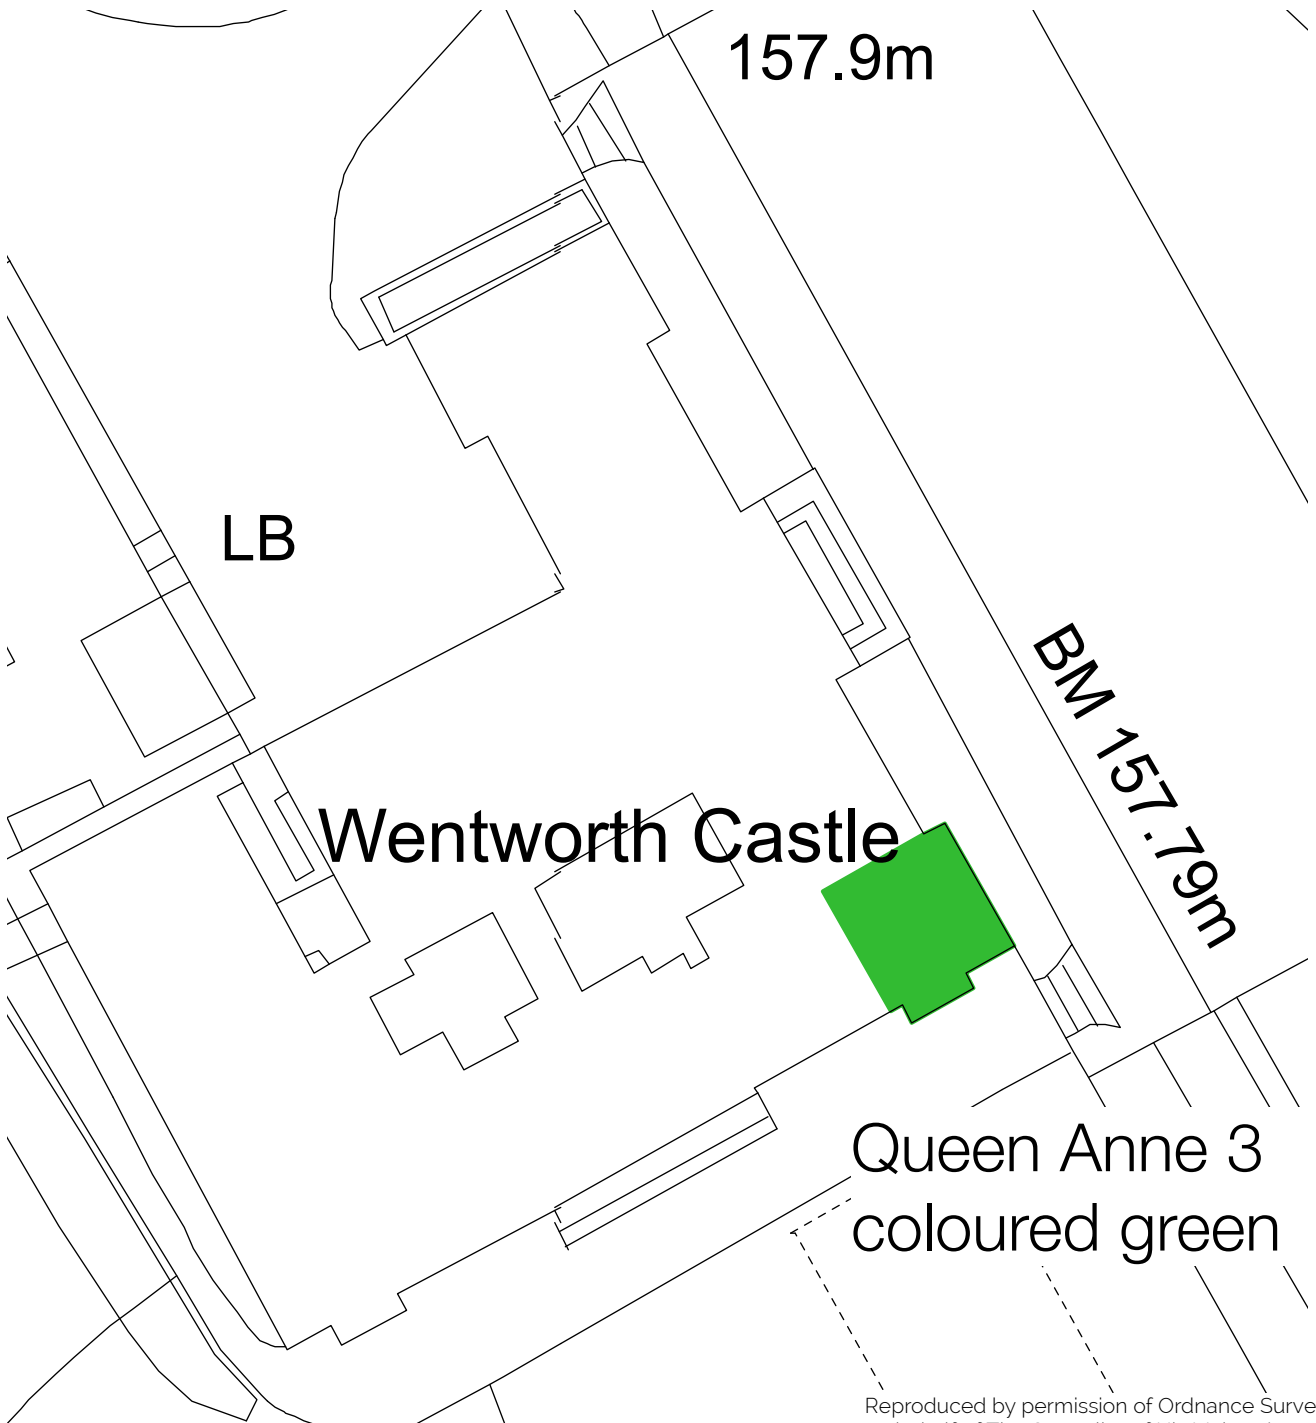 157.9m
LB
BM 157.79m
Wentworth Castle
Queen Anne 3
coloured green
Reproduced by permission of Ordnance Surve